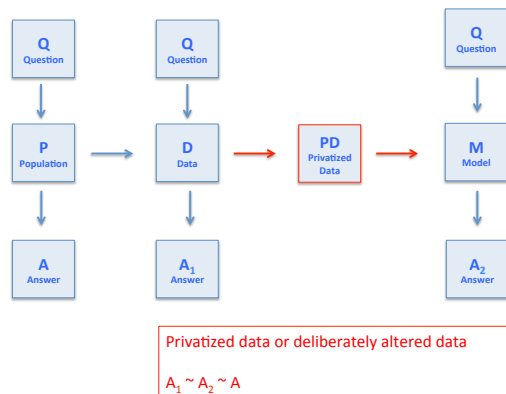 Q
Question
Q
Question
Q
Question
P
Population
D
Data
PD
Privatized
Data
M
Model
A
Answer
A₁
Answer
A₂
Answer
Privatized data or deliberately altered data
A₁ ~ A₂ ~ A